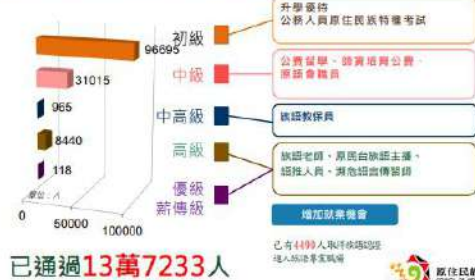 升學優待
公務人員原住民族特種考試
初級
96695
中級
31015
公費留學、師資培育公費、
原語會職員
中高級
965
族語教保員
高級
8440
族語老師、原民台族語主播、
語推人員、瀕危語言傳習師
優級
薪傳級
118
單位：人
0
50000
100000
增加就業機會
已有4490人取得族語認證
進入族語專業職場
已通過13萬7233人